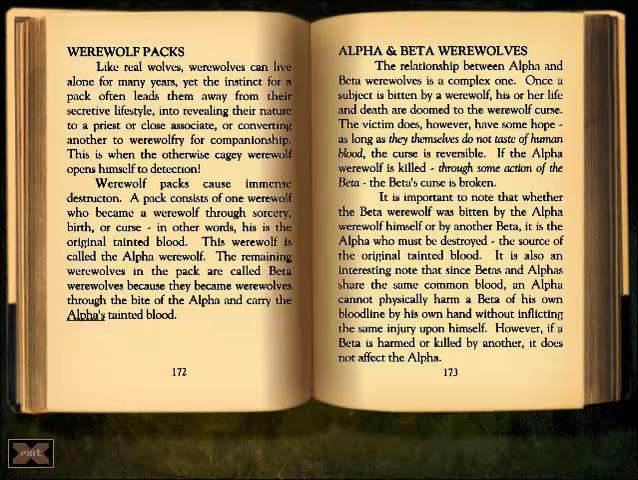 WEREWOLF PACKS
Like real wolves, werewolves can live
alone for many years, yet the instinct for a
pack often leads them away from their
secretive lifestyle, into revealing their nature
to a priest or close associate, or converting
another to werewolfry for companionship.
This is when the otherwise cagey werewolf
opens himself to detection!
Werewolf packs cause immense
destructon. A pack consists of one werewolf
who became a werewolf through sorcery,
birth, or curse - in other words, his is the
original tainted blood. This werewolf is
called the Alpha werewolf. The remaining
werewolves in the pack are called Beta
werewolves because they became werewolves
through the bite of the Alpha and carry the
Alpha's tainted blood.
172
ALPHA & BETA WEREWOLVES
The relationship between Alpha and
Beta werewolves is a complex one. Once a
subject is bitten by a werewolf, his or her life
and death are doomed to the werewolf curse.
The victim does, however, have some hope -
as long as they themselves do not taste of human
blood, the curse is reversible. If the Alpha
werewolf is killed - through some action of the
Beta - the Beta's curse is broken.
It is important to note that whether
the Beta werewolf was bitten by the Alpha
werewolf himself or by another Beta, it is the
Alpha who must be destroyed - the source of
the original tainted blood. It is also an
interesting note that since Betas and Alphas
share the same common blood, an Alpha
cannot physically harm a Beta of his own
bloodline by his own hand without inflicting
the same injury upon himself. However, if a
Beta is harmed or killed by another, it does
not affect the Alpha.
173
exit